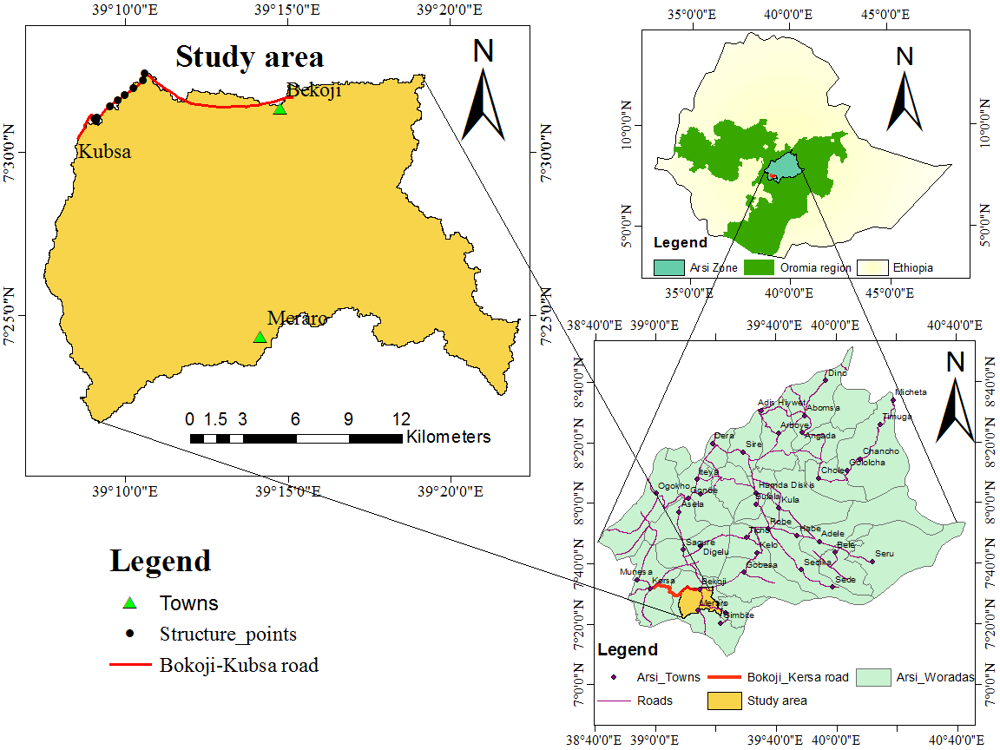 39°10'0"E 39°15'0"E 39°20'0"E
Study area
N
Bekoji
Kubsa
7°30'0"N 7°30'0"N
Meraro
7°25'0"N 7°25'0"N
0 1.5 3 6 9 12
Kilometers
39°10'0"E 39°15'0"E 39°20'0"E
Legend
Towns
Structure_points
Bokoji-Kubsa road
35°0'0"E 40°0'0"E 45°0'0"E
N
10°0'0"N 10°0'0"N
5°0'0"N 5°0'0"N
Legend
Arsi Zone Oromia region Ethiopia
35°0'0"E 40°0'0"E 45°0'0"E
38°40'0"E 39°0'0"E 39°40'0"E 40°0'0"E 40°40'0"E
N
8°40'0"N 8°40'0"N
Dino
Micheta
Adis Hiywet
Abomsa
Timuga
Arboye
Angada
8°20'0"N 8°20'0"N
Dera
Sire
Chancho
Gololcha
Chole
Iteya
Hamda Diskis
Ogokho
Gonde
Bulala
Kula
Asela
8°0'0"N 8°0'0"N
Robe
Ticho
Habe
Adele
Sagure
Digelu
Kelo
Bele
Seru
7°40'0"N 7°40'0"N
Gobesa
Sedika
Munesa
Kersa
Bekoji
Sede
Meraro
Gimbite
7°20'0"N 7°20'0"N
Legend
Arsi_Towns Bokoji_Kersa road Arsi_Woradas
Roads Study area
7°0'0"N 7°0'0"N
38°40'0"E 39°0'0"E 39°40'0"E 40°0'0"E 40°40'0"E